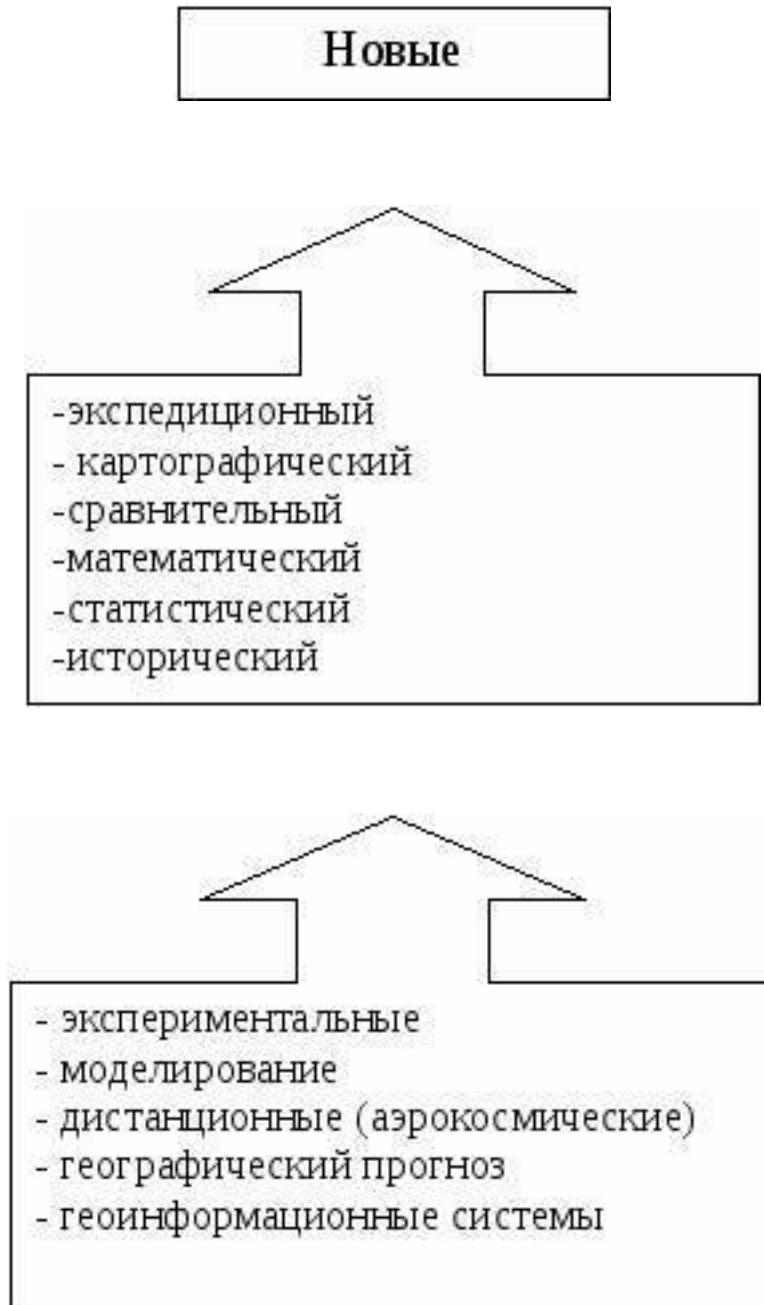 Новые
-экспедиционный
- картографический
-сравнительный
-математический
-статистический
-исторический
- экспериментальные
- моделирование
- дистанционные (аэрокосмические)
- географический прогноз
- геоинформационные системы